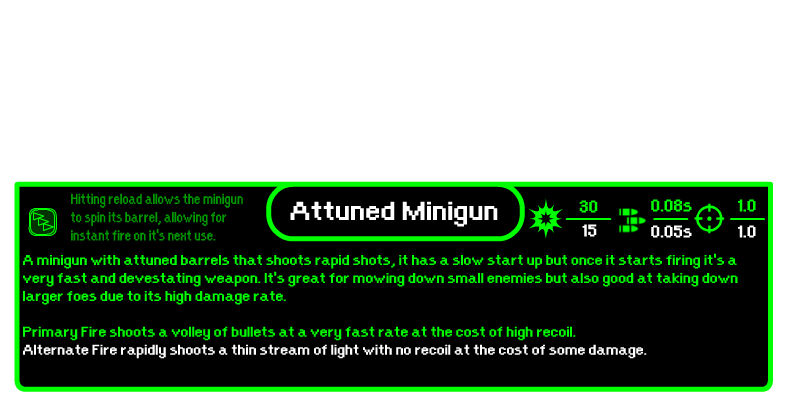 Hitting reload allows the minigun
to spin its barrel, allowing for
instant fire on it's next use.
Attuned Minigun
30
15
0.08s
0.05s
1.0
1.0
A minigun with attuned barrels that shoots rapid shots, it has a slow start up but once it starts firing it's a
very fast and devestating weapon. It's great for mowing down small enemies but also good at taking down
larger foes due to its high damage rate.
Primary Fire shoots a volley of bullets at a very fast rate at the cost of high recoil.
Alternate Fire rapidly shoots a thin stream of light with no recoil at the cost of some damage.